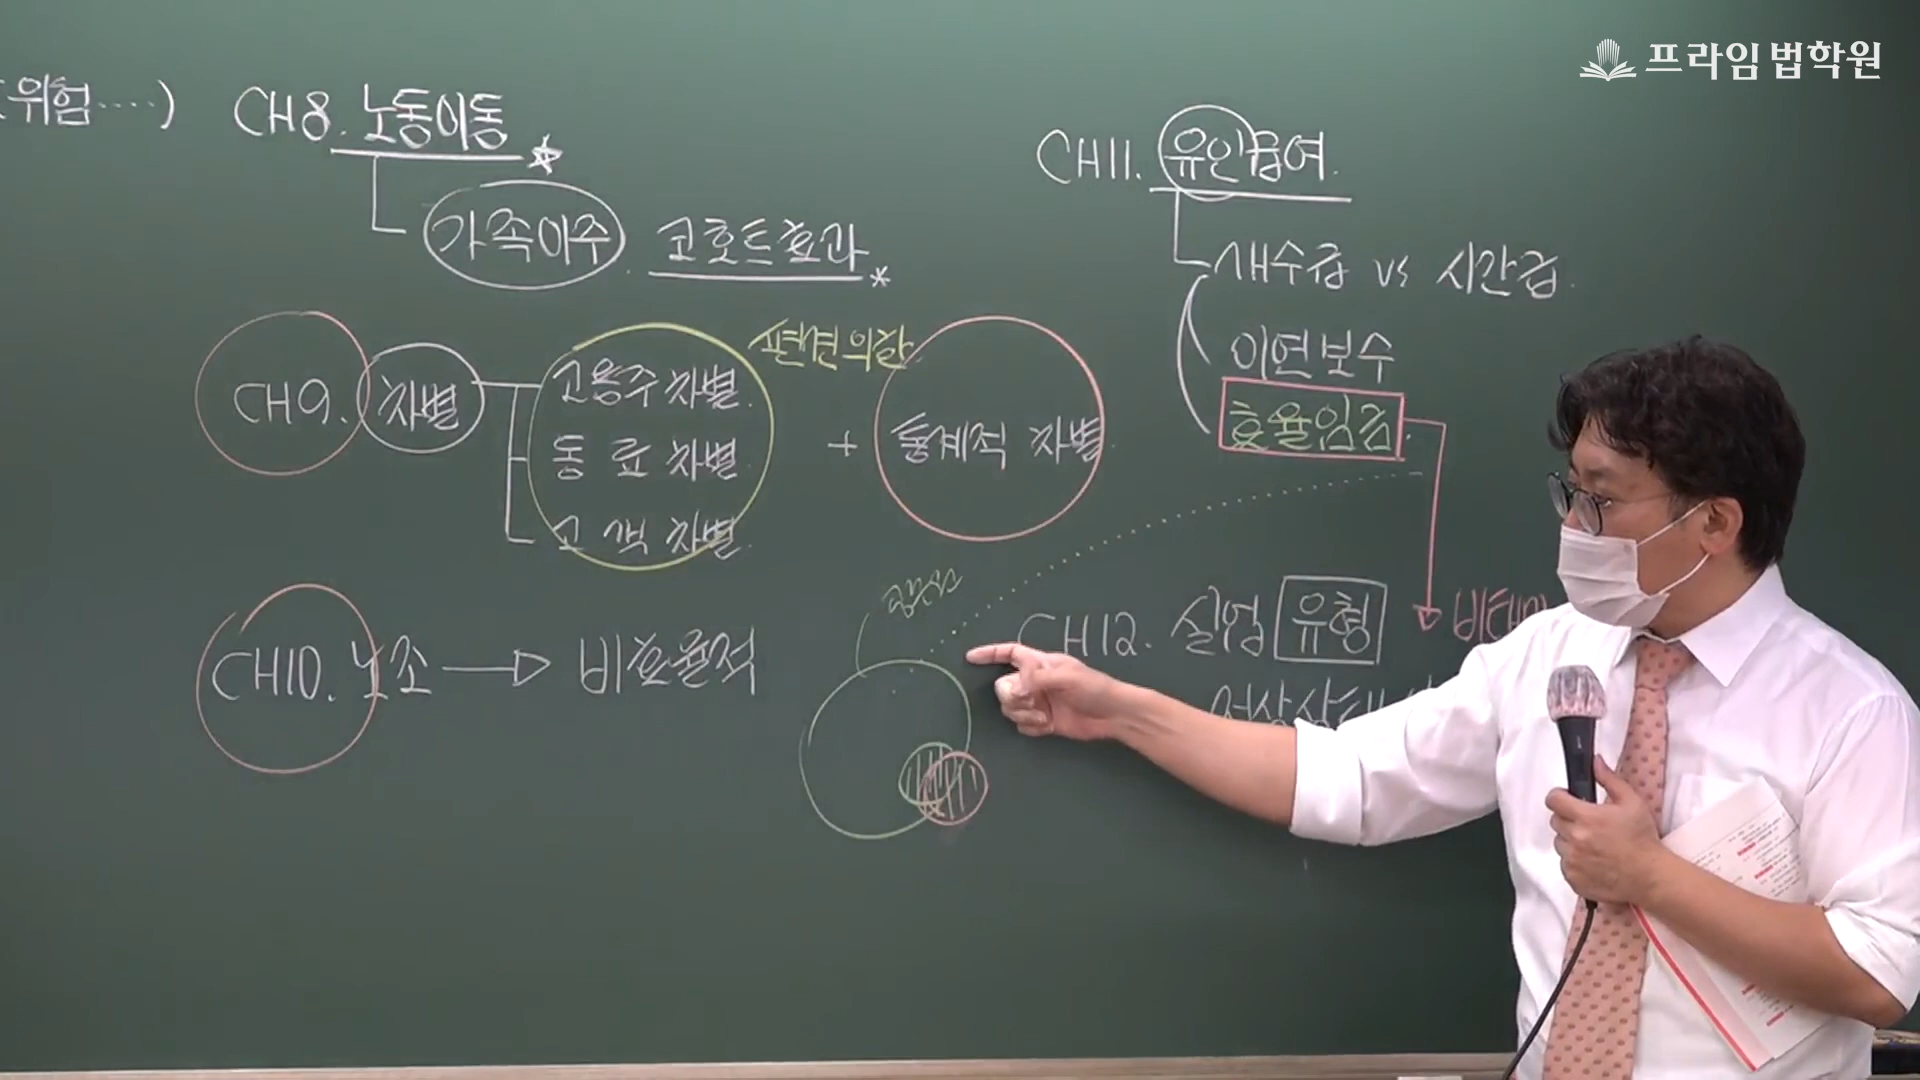 프라임법학원
(위험....)
CH8. 노동이동
가족이주 코호트효과
CH9. 차별
고용주 차별.
동 료 차별.
고 객 차별.
편견의한
+ 통계적 차별
CH10. 노조 → 비효율적
CH11. 유인급여.
새수급 vs 시간급.
이연보수
효율임금.
CH12. 실업 유형